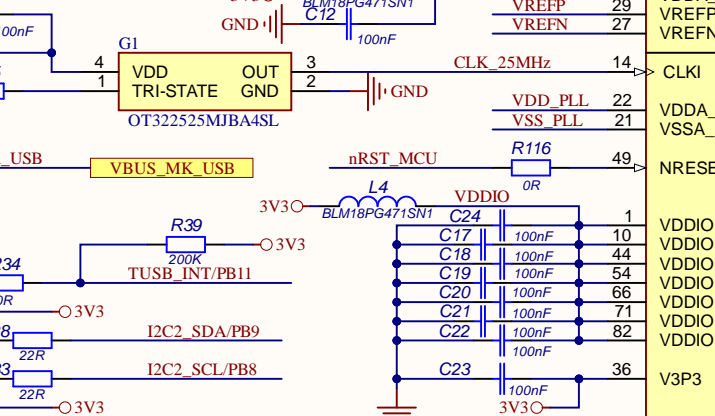 BLM18PG471SN1
GND
C12
100nF
00nF
VREFP 29 VREFP
VREFN 27 VREFN
G1
4 VDD OUT 3
1 TRI-STATE GND 2
OT322525MJBA4SL
GND
CLK_25MHz 14 CLKI
VDD_PLL 22 VDDA_
VSS_PLL 21 VSSA_
_USB
VBUS_MK_USB
nRST_MCU R116 49 NRESE
0R
3V3 L4 VDDIO
BLM18PG471SN1
C24 100nF 1 VDDIO
C17 100nF 10 VDDIO
C18 100nF 44 VDDIO
C19 100nF 54 VDDIO
C20 100nF 66 VDDIO
C21 100nF 71 VDDIO
C22 100nF 82 VDDIO
C23 100nF 36 V3P3
3V3
R39
200K
3V3
R34
0R
TUSB_INT/PB11
3V3
8
22R
I2C2_SDA/PB9
3
22R
I2C2_SCL/PB8
3V3